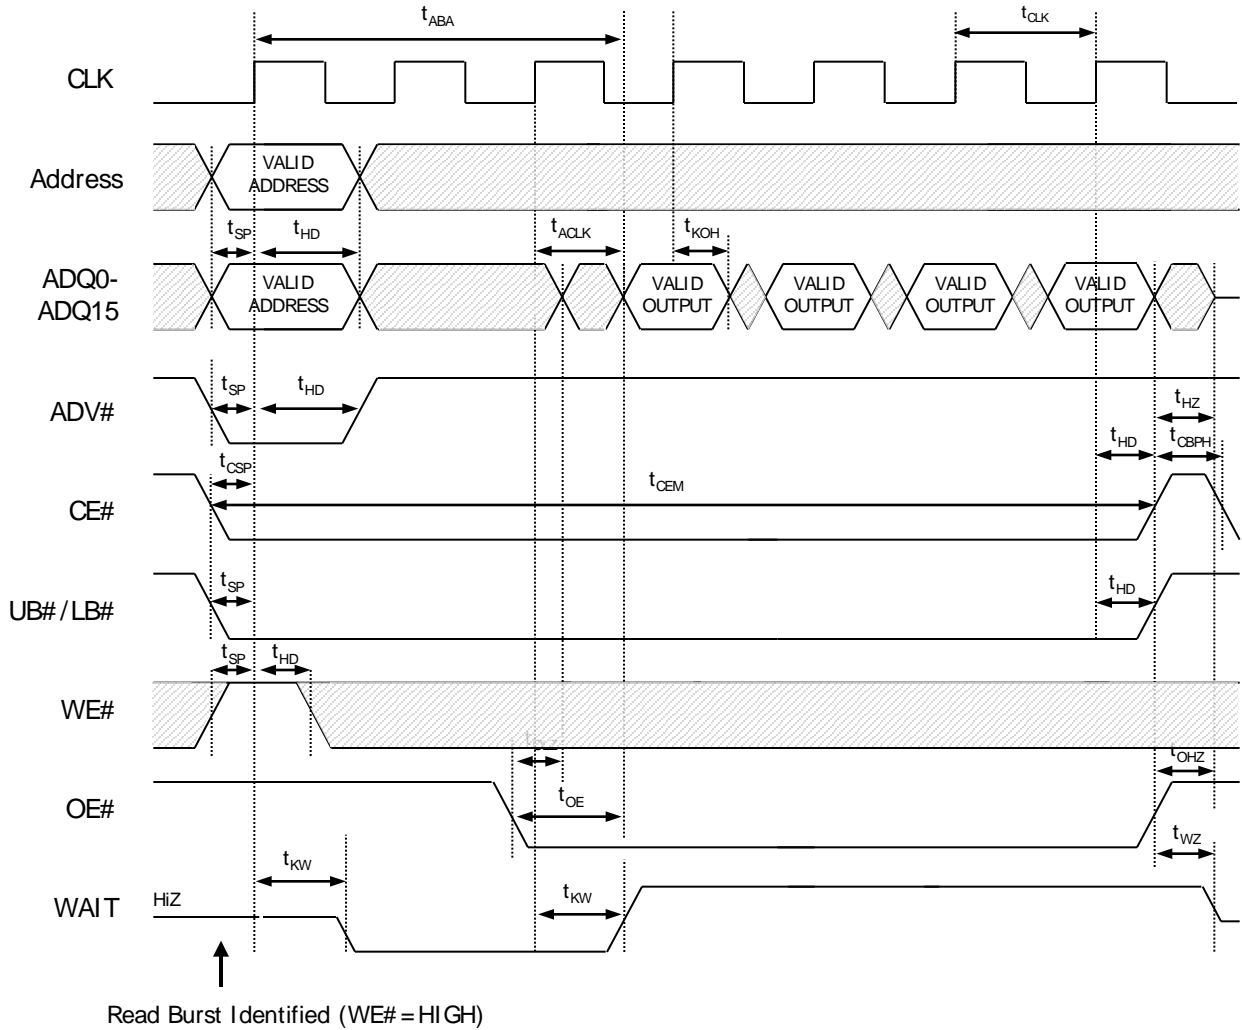 tABA
tCLK
CLK
VALID
ADDRESS
Address
tSP
tHD
tACLK
tKOH
ADQ0-
ADQ15
VALID
ADDRESS
VALID
OUTPUT
VALID
OUTPUT
VALID
OUTPUT
VALID
OUTPUT
tSP
tHD
ADV#
tHZ
tHD
tCBPH
tCSP
tCEM
CE#
tSP
tHD
UB# / LB#
tSP
tHD
WE#
tOHZ
OE#
tOE
tWZ
tKW
tKW
WAIT
HiZ
Read Burst Identified (WE# = HIGH)